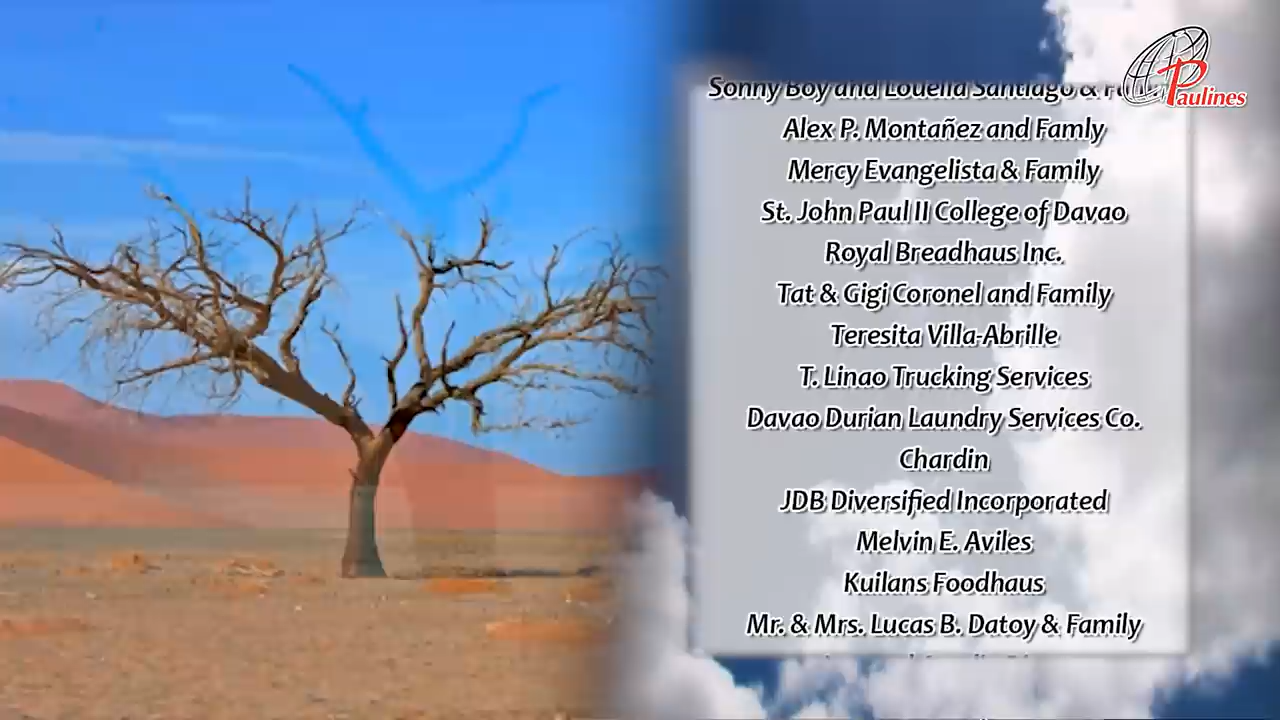 Paulines
Sonny Boy and Louella Santiago &
Alex P. Montañez and Famly
Mercy Evangelista & Family
St. John Paul II College of Davao
Royal Breadhaus Inc.
Tat & Gigi Coronel and Family
Teresita Villa-Abrille
T. Linao Trucking Services
Davao Durian Laundry Services Co.
Chardin
JDB Diversified Incorporated
Melvin E. Aviles
Kuilans Foodhaus
Mr. & Mrs. Lucas B. Datoy & Family